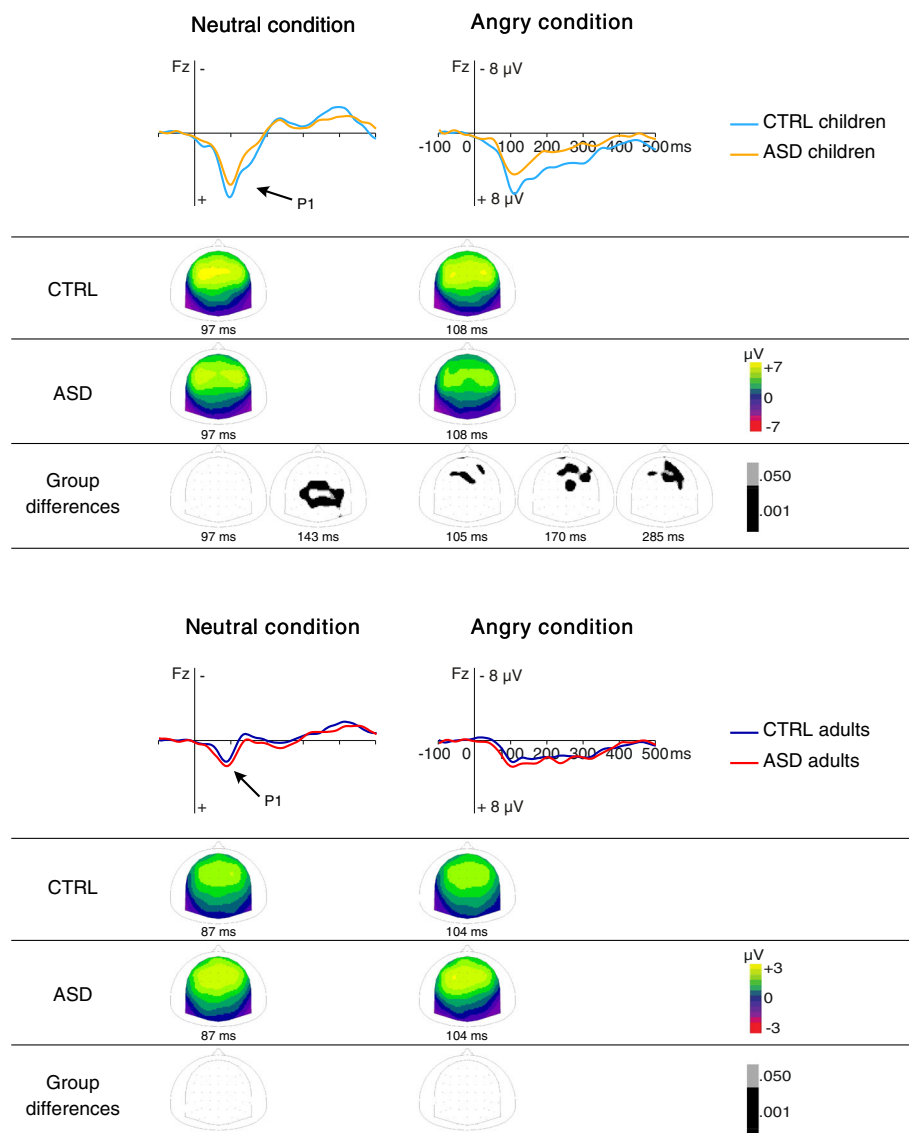 Neutral condition
Angry condition
Fz
-
+
P1
Fz
- 8 µV
-100 0 100 200 300 400 500 ms
+ 8 µV
CTRL children
ASD children
CTRL
97 ms
108 ms
ASD
97 ms
108 ms
µV
+7
0
-7
Group
differences
97 ms
143 ms
105 ms
170 ms
285 ms
.050
.001
Neutral condition
Angry condition
Fz
-
+
P1
Fz
- 8 µV
-100 0 100 200 300 400 500 ms
+ 8 µV
CTRL adults
ASD adults
CTRL
87 ms
104 ms
ASD
87 ms
104 ms
µV
+3
0
-3
Group
differences
.050
.001